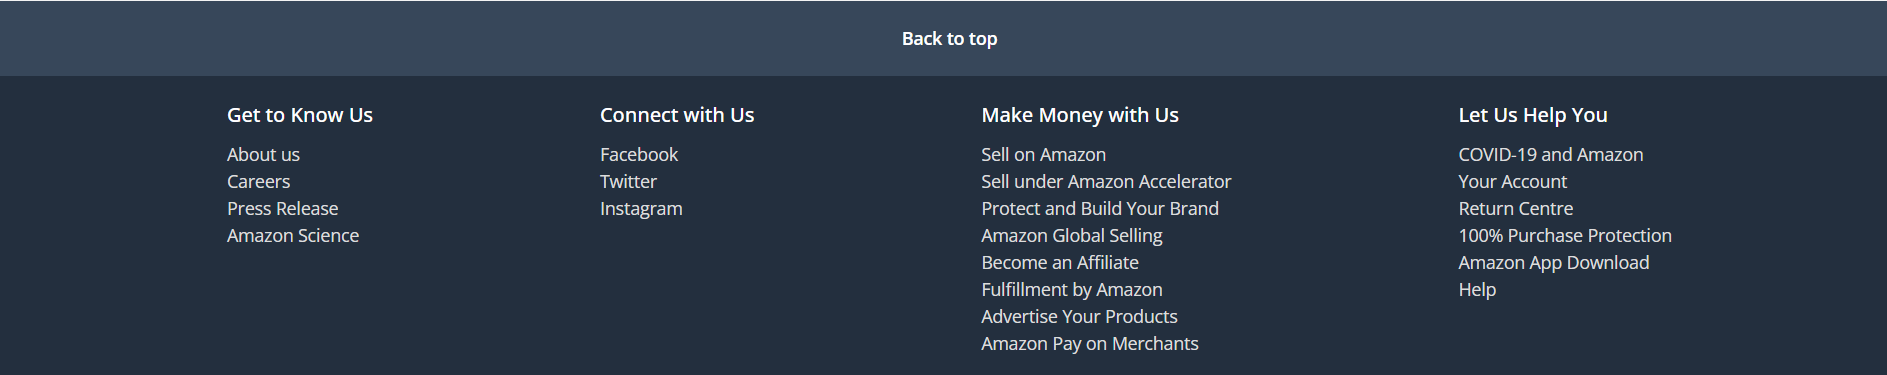 Back to top
Get to Know Us
About us
Careers
Press Release
Amazon Science
Connect with Us
Facebook
Twitter
Instagram
Make Money with Us
Sell on Amazon
Sell under Amazon Accelerator
Protect and Build Your Brand
Amazon Global Selling
Become an Affiliate
Fulfillment by Amazon
Advertise Your Products
Amazon Pay on Merchants
Let Us Help You
COVID-19 and Amazon
Your Account
Return Centre
100% Purchase Protection
Amazon App Download
Help